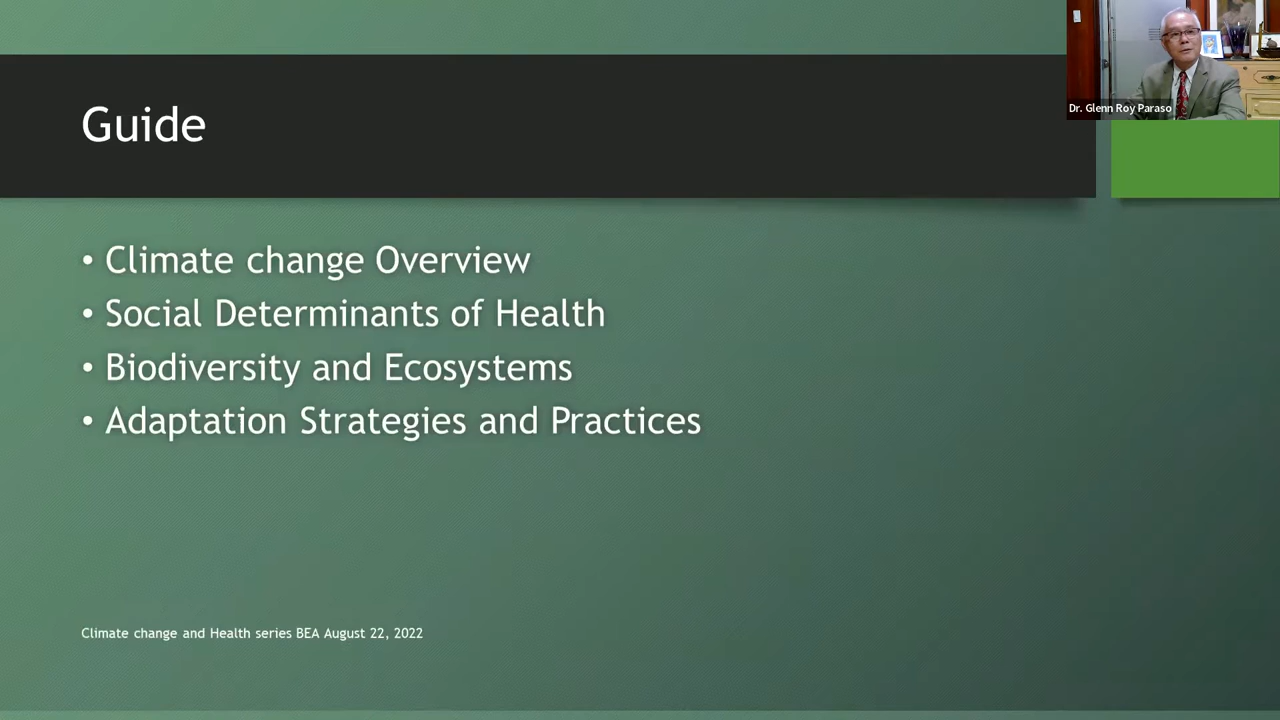 Guide
• Climate change Overview
• Social Determinants of Health
• Biodiversity and Ecosystems
• Adaptation Strategies and Practices
Climate change and Health series BEA August 22, 2022
Dr. Glenn Roy Paraso